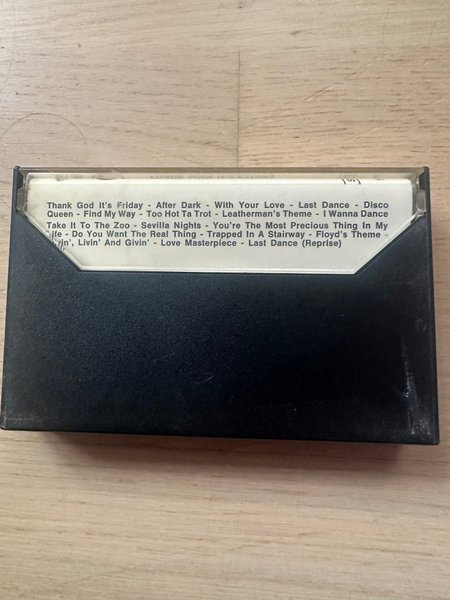 Thank God It's Friday - After Dark - With Your Love - Last Dance - Disco
Queen - Find My Way - Too Hot Ta Trot - Leatherman's Theme - I Wanna Dance
Take It To The Zoo - Sevilla Nights - You're The Most Precious Thing In My
Life - Do You Want The Real Thing - Trapped In A Stairway - Floyd's Theme -
Livin' And Givin' - Love Masterpiece - Last Dance (Reprise)